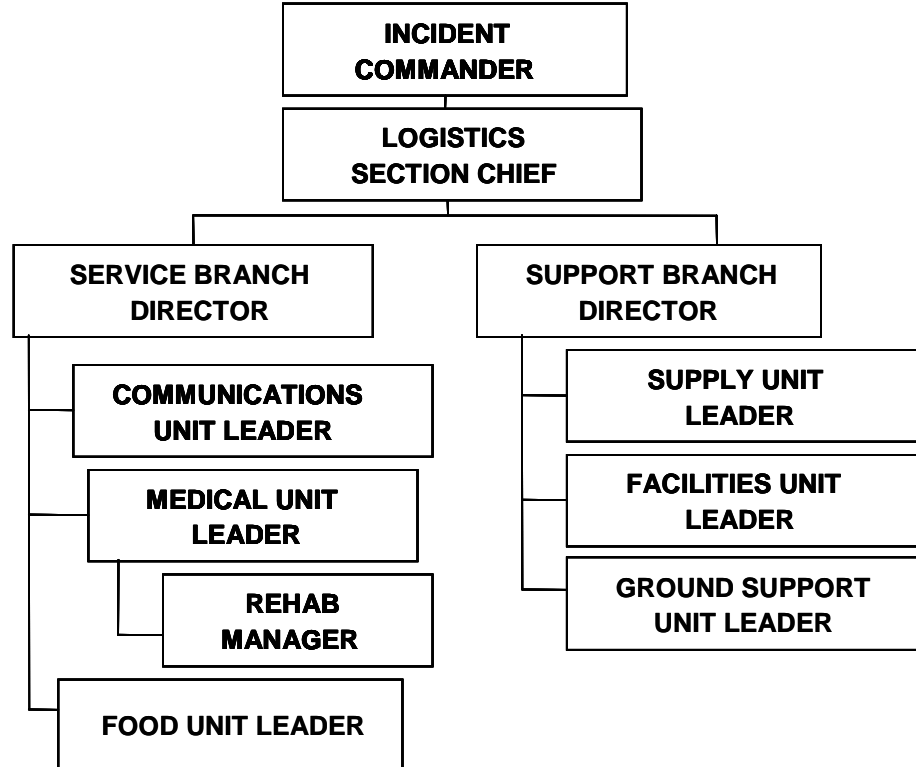 INCIDENT
COMMANDER
LOGISTICS
SECTION CHIEF
SERVICE BRANCH
DIRECTOR
COMMUNICATIONS
UNIT LEADER
MEDICAL UNIT
LEADER
REHAB
MANAGER
FOOD UNIT LEADER
SUPPORT BRANCH
DIRECTOR
SUPPLY UNIT
LEADER
FACILITIES UNIT
LEADER
GROUND SUPPORT
UNIT LEADER